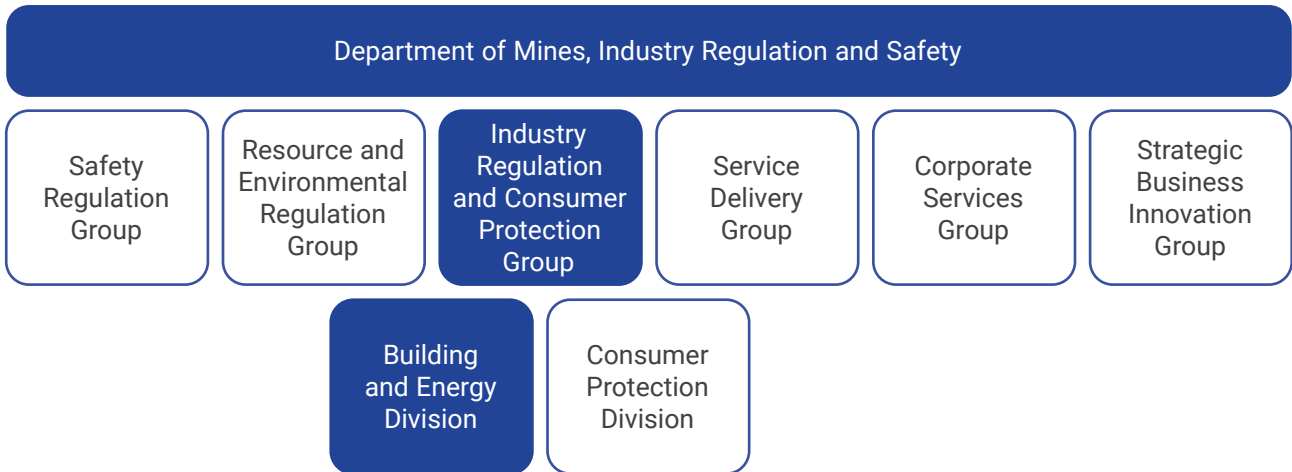 Department of Mines, Industry Regulation and Safety
Safety
Regulation
Group
Resource and
Environmental
Regulation
Group
Industry
Regulation
and Consumer
Protection
Group
Service
Delivery
Group
Corporate
Services
Group
Strategic
Business
Innovation
Group
Building
and Energy
Division
Consumer
Protection
Division